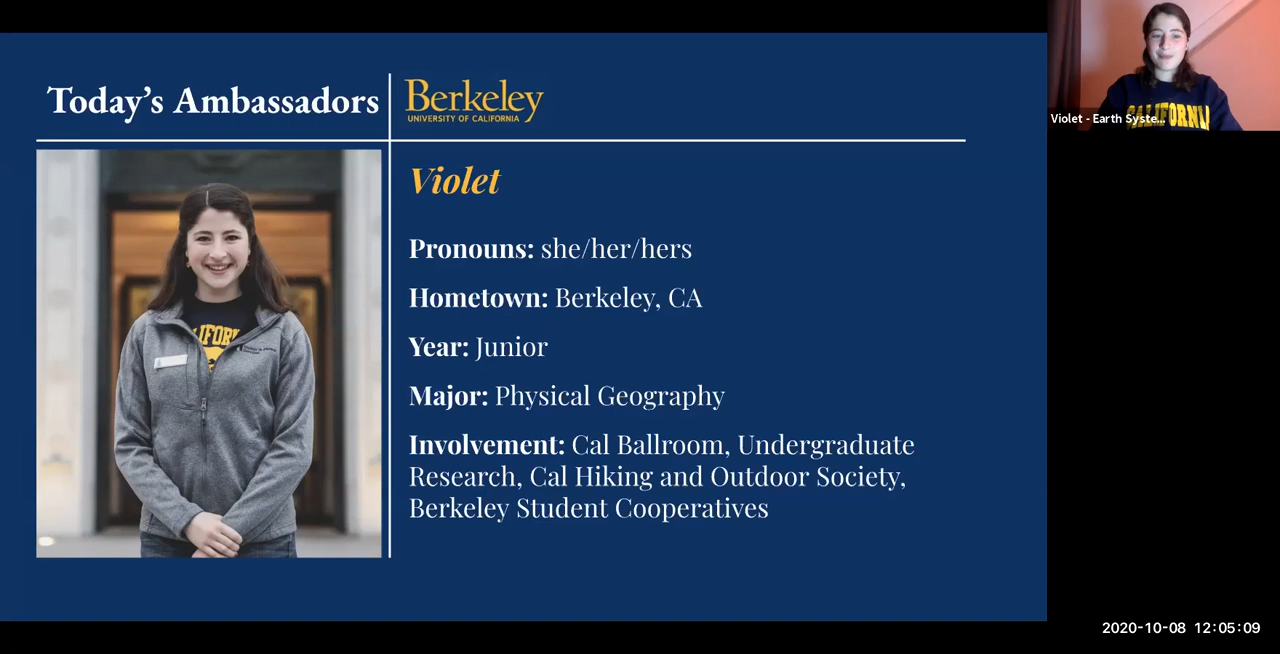 Today's Ambassadors
Berkeley
UNIVERSITY OF CALIFORNIA
Violet
Pronouns: she/her/hers
Hometown: Berkeley, CA
Year: Junior
Major: Physical Geography
Involvement: Cal Ballroom, Undergraduate
Research, Cal Hiking and Outdoor Society,
Berkeley Student Cooperatives
CALIFORNI
Violet - Earth Syste...
LIFOR
2020-10-08 12:05:09